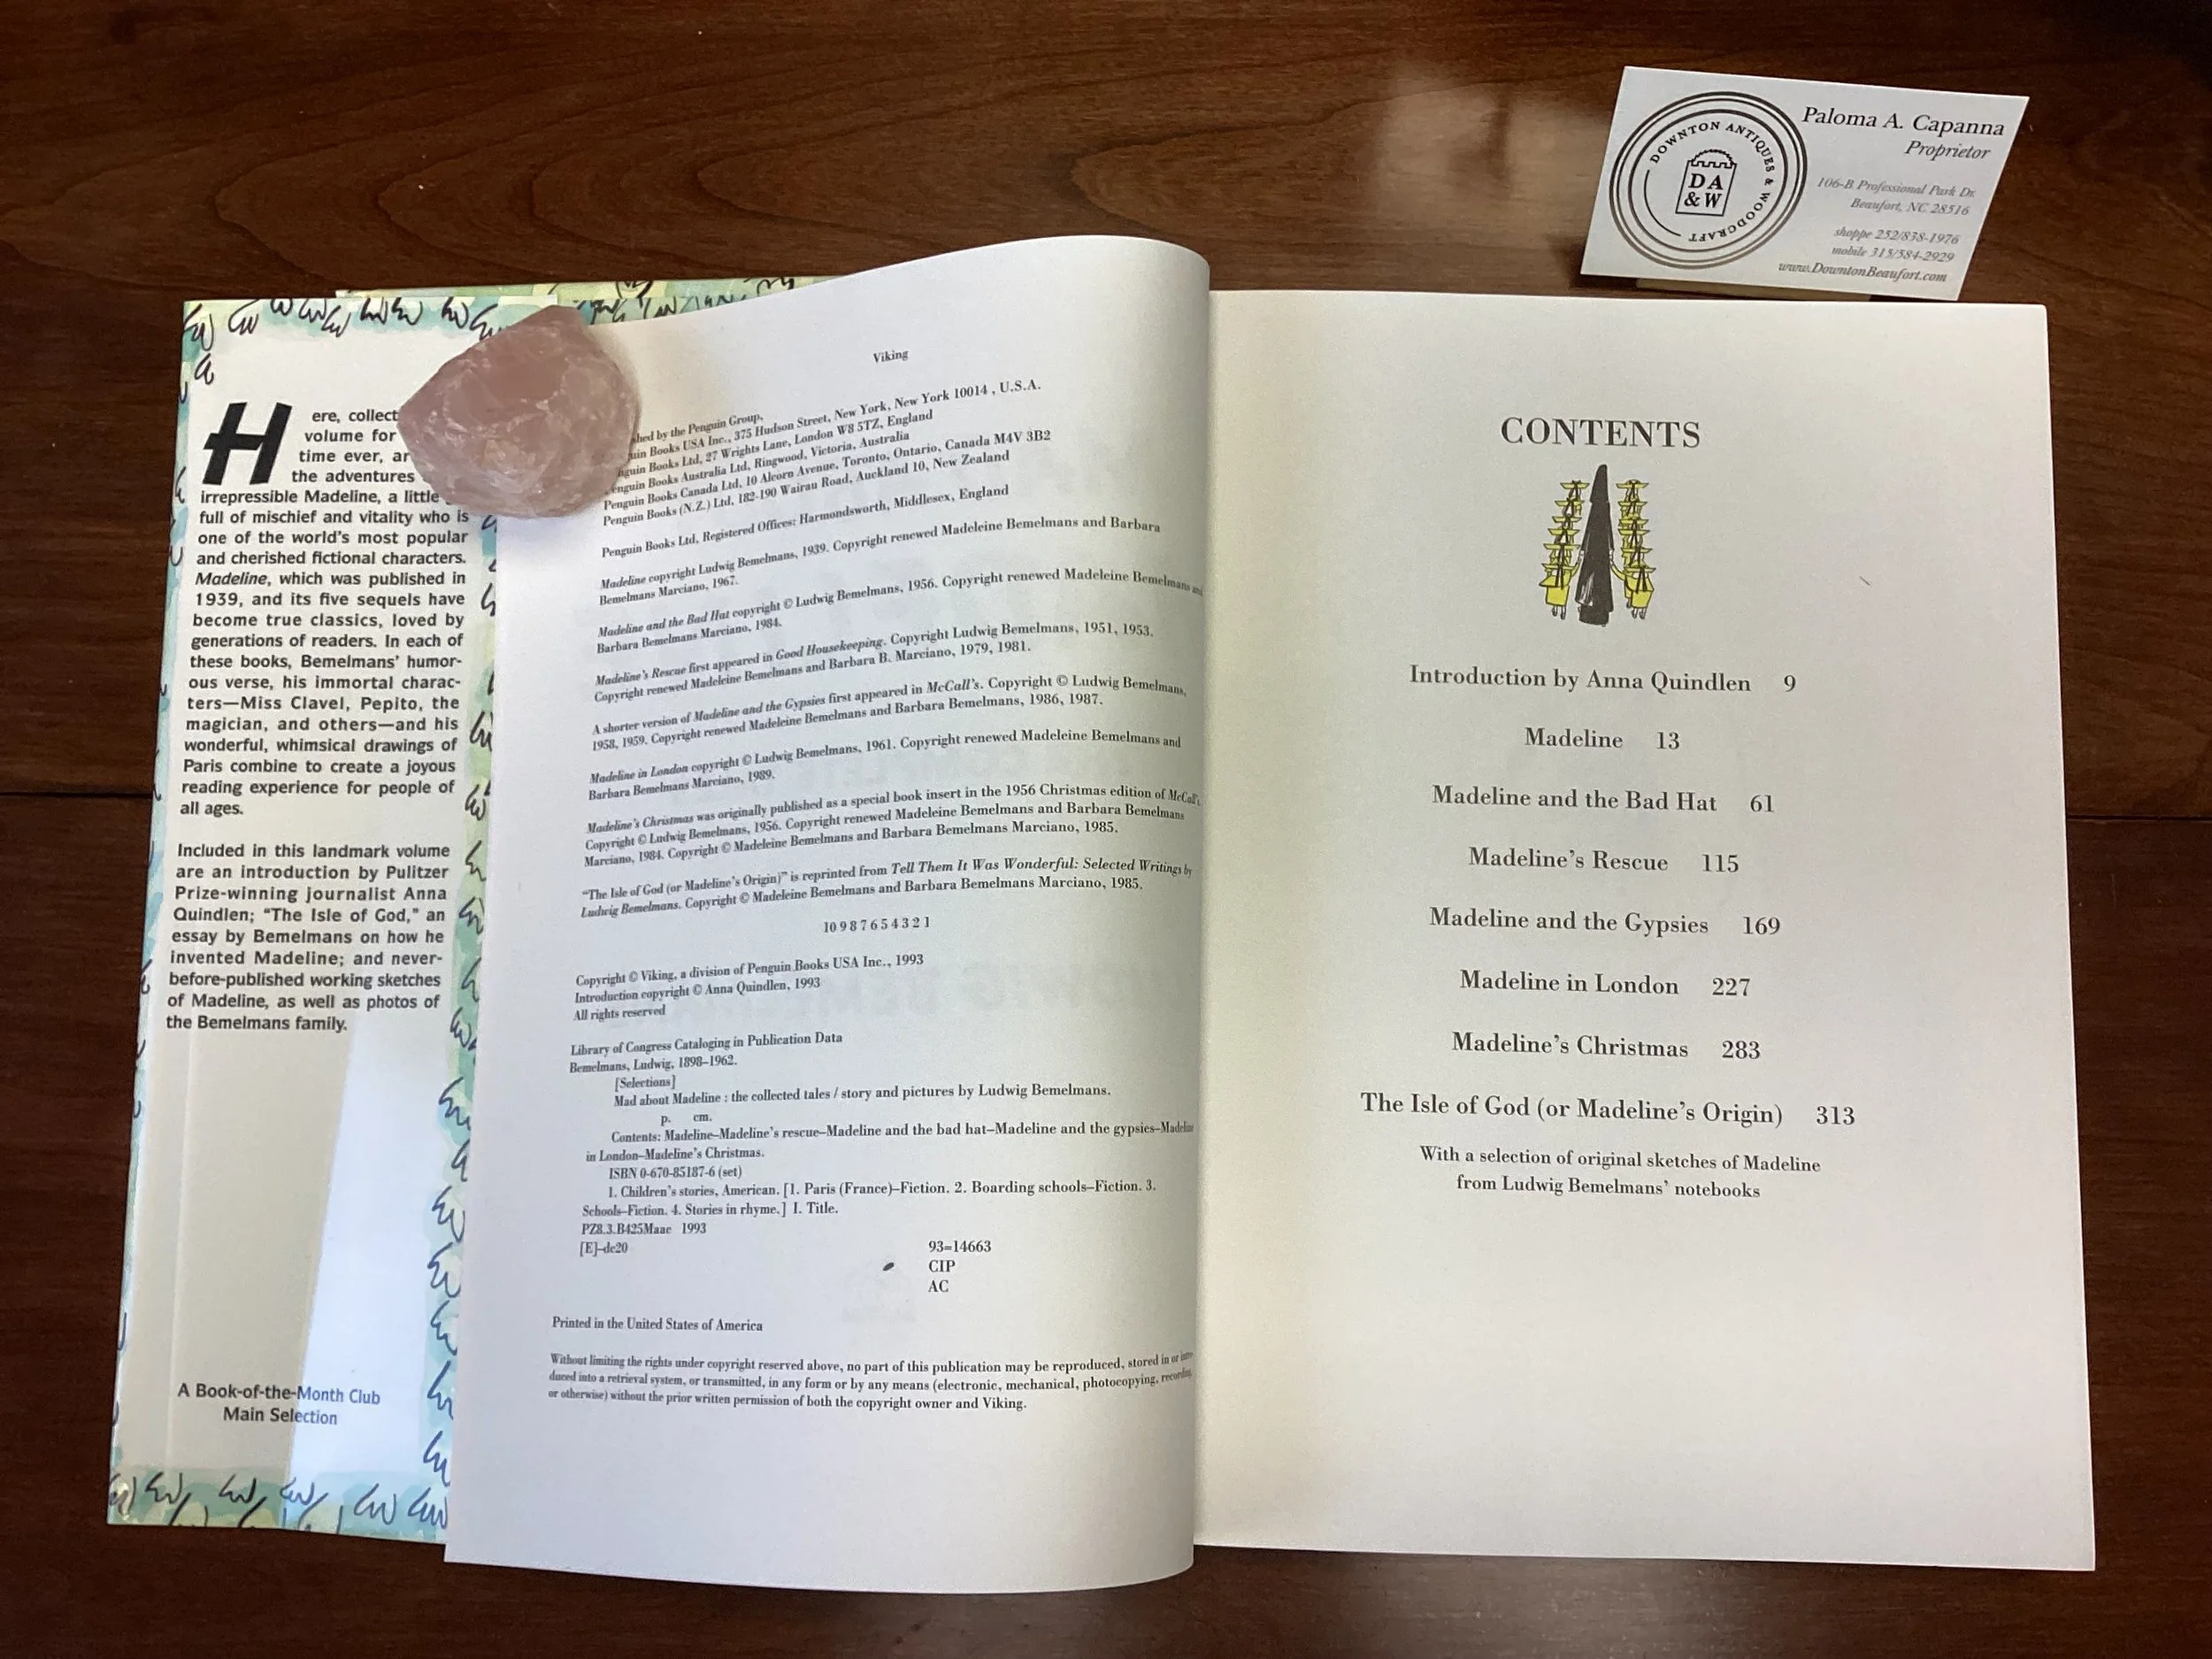 H
ere, collect
volume for
time ever, ar
the adventures
irrepressible Madeline, a little
full of mischief and vitality who is
one of the world's most popular
and cherished fictional characters.
Madeline, which was published in
1939, and its five sequels have
become true classics, loved by
generations of readers. In each of
these books, Bemelmans' humor-
ous verse, his immortal charac-
ters—Miss Clavel, Pepito, the
magician, and others—and his
wonderful, whimsical drawings of
Paris combine to create a joyous
reading experience for people of
all ages.
Included in this landmark volume
are an introduction by Pulitzer
Prize-winning journalist Anna
Quindlen; "The Isle of God," an
essay by Bemelmans on how he
invented Madeline; and never-
before-published working sketches
of Madeline, as well as photos of
the Bemelmans family.
A Book-of-the-Month Club
Main Selection
Viking
shed by the Penguin Group,
uin Books USA Inc., 375 Hudson Street, New York, New York 10014 , U.S.A.
nguin Books Ltd, 27 Wrights Lane, London W8 5TZ, England
enguin Books Australia Ltd, Ringwood, Victoria, Australia
Penguin Books Canada Ltd, 10 Alcorn Avenue, Toronto, Ontario, Canada M4V 3B2
Penguin Books (N.Z.) Ltd, 182-190 Wairau Road, Auckland 10, New Zealand
Penguin Books Ltd, Registered Offices: Harmondsworth, Middlesex, England
Madeline copyright Ludwig Bemelmans, 1939. Copyright renewed Madeleine Bemelmans and Barbara
Bemelmans Marciano, 1967.
Madeline and the Bad Hat copyright © Ludwig Bemelmans, 1956. Copyright renewed Madeleine Bemelmans and
Barbara Bemelmans Marciano, 1984.
Madeline's Rescue first appeared in Good Housekeeping. Copyright Ludwig Bemelmans, 1951, 1953.
Copyright renewed Madeleine Bemelmans and Barbara B. Marciano, 1979, 1981.
A shorter version of Madeline and the Gypsies first appeared in McCall's. Copyright © Ludwig Bemelmans,
1958, 1959. Copyright renewed Madeleine Bemelmans and Barbara Bemelmans, 1986, 1987.
Madeline in London copyright © Ludwig Bemelmans, 1961. Copyright renewed Madeleine Bemelmans and
Barbara Bemelmans Marciano, 1989.
Madeline's Christmas was originally published as a special book insert in the 1956 Christmas edition of McCall's.
Copyright © Ludwig Bemelmans, 1956. Copyright renewed Madeleine Bemelmans and Barbara Bemelmans
Marciano, 1984. Copyright © Madeleine Bemelmans and Barbara Bemelmans Marciano, 1985.
"The Isle of God (or Madeline's Origin)" is reprinted from Tell Them It Was Wonderful: Selected Writings by
Ludwig Bemelmans. Copyright © Madeleine Bemelmans and Barbara Bemelmans Marciano, 1985.
10 9 8 7 6 5 4 3 2 1
Copyright © Viking, a division of Penguin Books USA Inc., 1993
Introduction copyright © Anna Quindlen, 1993
All rights reserved
Library of Congress Cataloging in Publication Data
Bemelmans, Ludwig, 1898–1962.
[Selections]
Mad about Madeline : the collected tales / story and pictures by Ludwig Bemelmans.
p. cm.
Contents: Madeline–Madeline's rescue–Madeline and the bad hat–Madeline and the gypsies–Madeline
in London–Madeline's Christmas.
ISBN 0-670-85187-6 (set)
1. Children's stories, American. [1. Paris (France)–Fiction. 2. Boarding schools–Fiction. 3.
Schools–Fiction. 4. Stories in rhyme.] I. Title.
PZ8.3.B425Maae 1993
[E]–dc20 93=14663
CIP
AC
Printed in the United States of America
Without limiting the rights under copyright reserved above, no part of this publication may be reproduced, stored in or intro-
duced into a retrieval system, or transmitted, in any form or by any means (electronic, mechanical, photocopying, recording
or otherwise) without the prior written permission of both the copyright owner and Viking.
DOWNTON ANTIQUES & WOODCRAFT
DA
&W
Paloma A. Capanna
Proprietor
106-B Professional Park Dr.
Beaufort, NC 28516
shoppe 252/838-1976
mobile 315/584-2929
www.DowntonBeaufort.com
CONTENTS
Introduction by Anna Quindlen 9
Madeline 13
Madeline and the Bad Hat 61
Madeline's Rescue 115
Madeline and the Gypsies 169
Madeline in London 227
Madeline's Christmas 283
The Isle of God (or Madeline's Origin) 313
With a selection of original sketches of Madeline
from Ludwig Bemelmans' notebooks